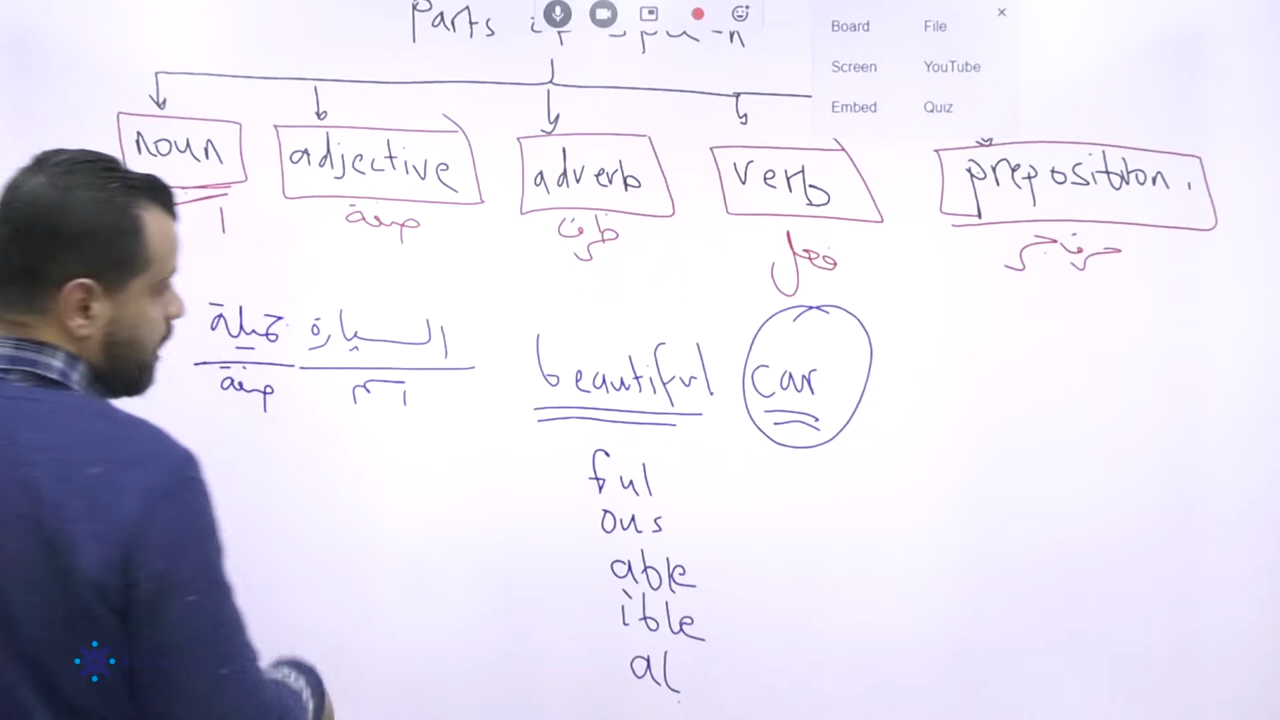 Parts
Board File
Screen YouTube
Embed Quiz
noun adjective adverb verb preposition.
صفة ظرف فعل حرف جر
السيارة جميلة
اسم صفة
beautiful car
ful
ous
able
ible
al